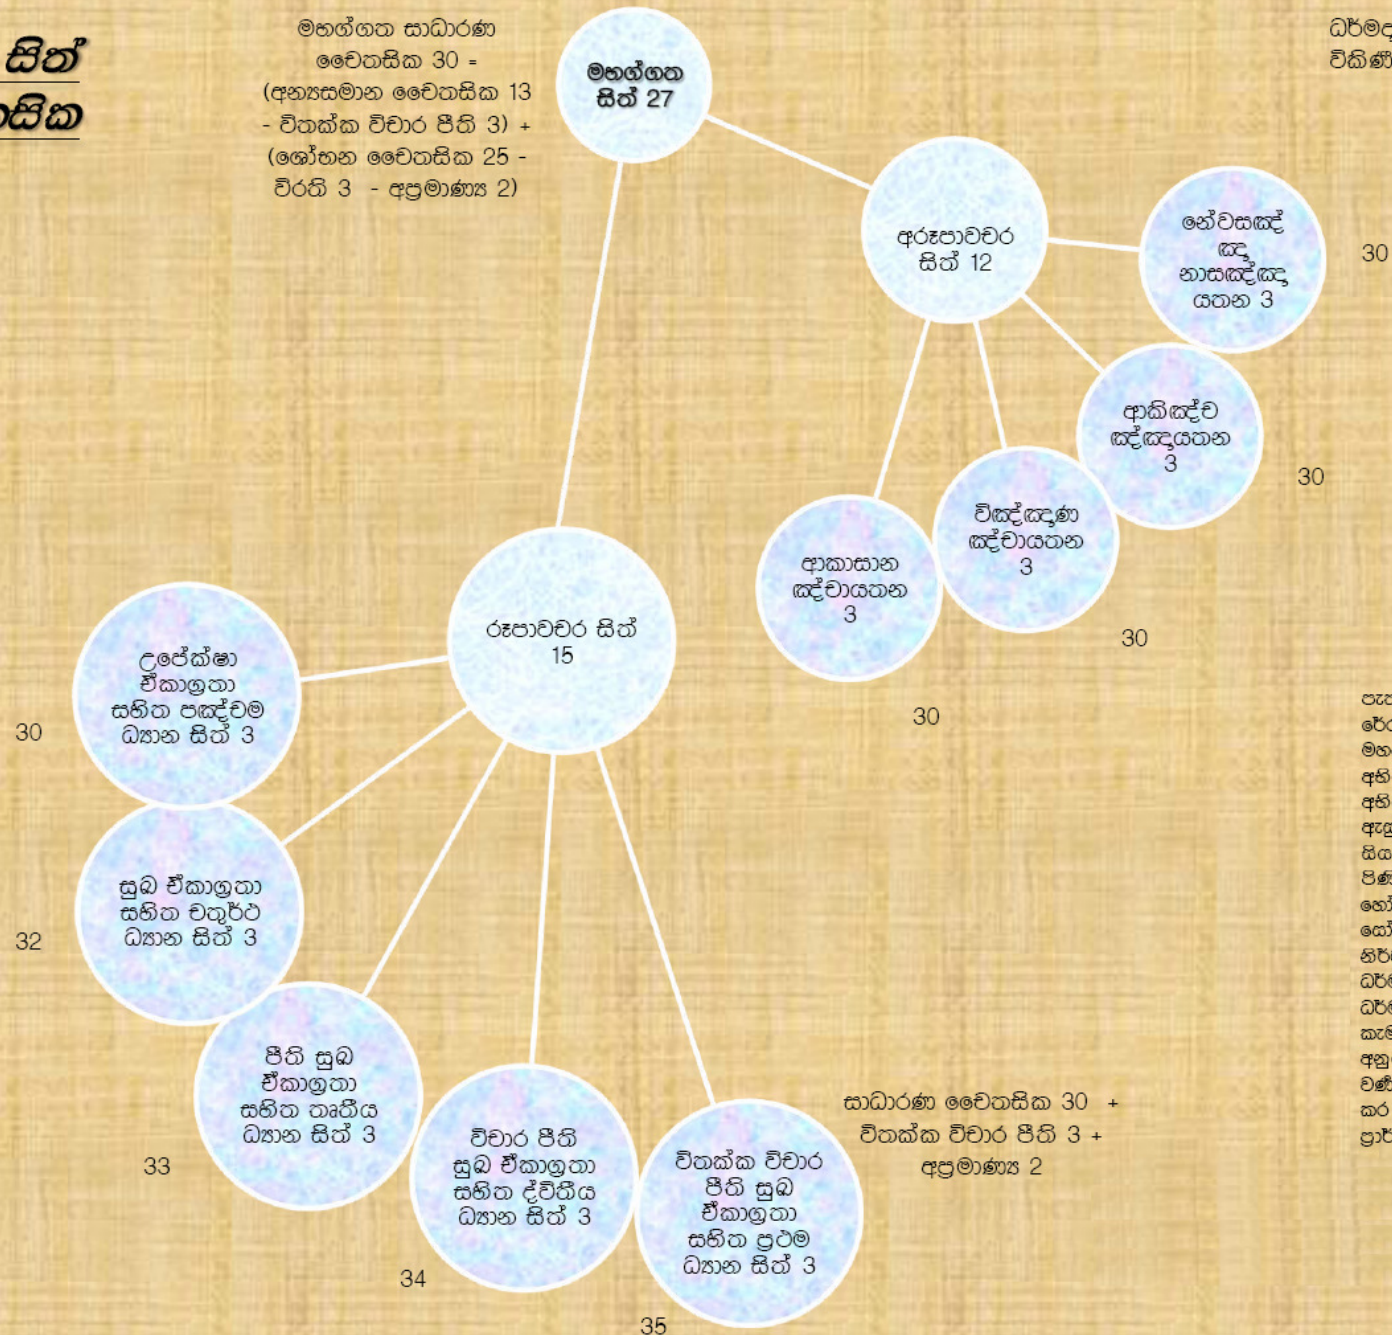 සිත්
මහග්ගත සාධාරණ
චෛතසික 30 =
(අන්‍යසමාන චෛතසික 13
- විතක්ක විචාර පීති 3) +
(ශෝභන චෛතසික 25 -
විරති 3 - අප්‍රමාණ්‍ය 2)
මහග්ගත
සිත් 27
අරූපාවචර
සිත් 12
නේවසඤ්
ඤා
නාසඤ්ඤා
යතන 3
30
ආකිඤ්ච
ඤ්ඤායතන
3
30
විඤ්ඤාණ
ඤ්චායතන
3
30
ආකාසාන
ඤ්චායතන
3
30
රූපාවචර සිත්
15
උපේක්ෂා
ඒකාග්‍රතා
සහිත පඤ්චම
ධ්‍යාන සිත් 3
30
සුඛ ඒකාග්‍රතා
සහිත චතුර්ථ
ධ්‍යාන සිත් 3
32
පීති සුඛ
ඒකාග්‍රතා
සහිත තෘතීය
ධ්‍යාන සිත් 3
33
විචාර පීති
සුඛ ඒකාග්‍රතා
සහිත ද්විතීය
ධ්‍යාන සිත් 3
34
විතක්ක විචාර
පීති සුඛ
ඒකාග්‍රතා
සහිත ප්‍රථම
ධ්‍යාන සිත් 3
35
සාධාරණ චෛතසික 30 +
විතක්ක විචාර පීති 3 +
අප්‍රමාණ්‍ය 2